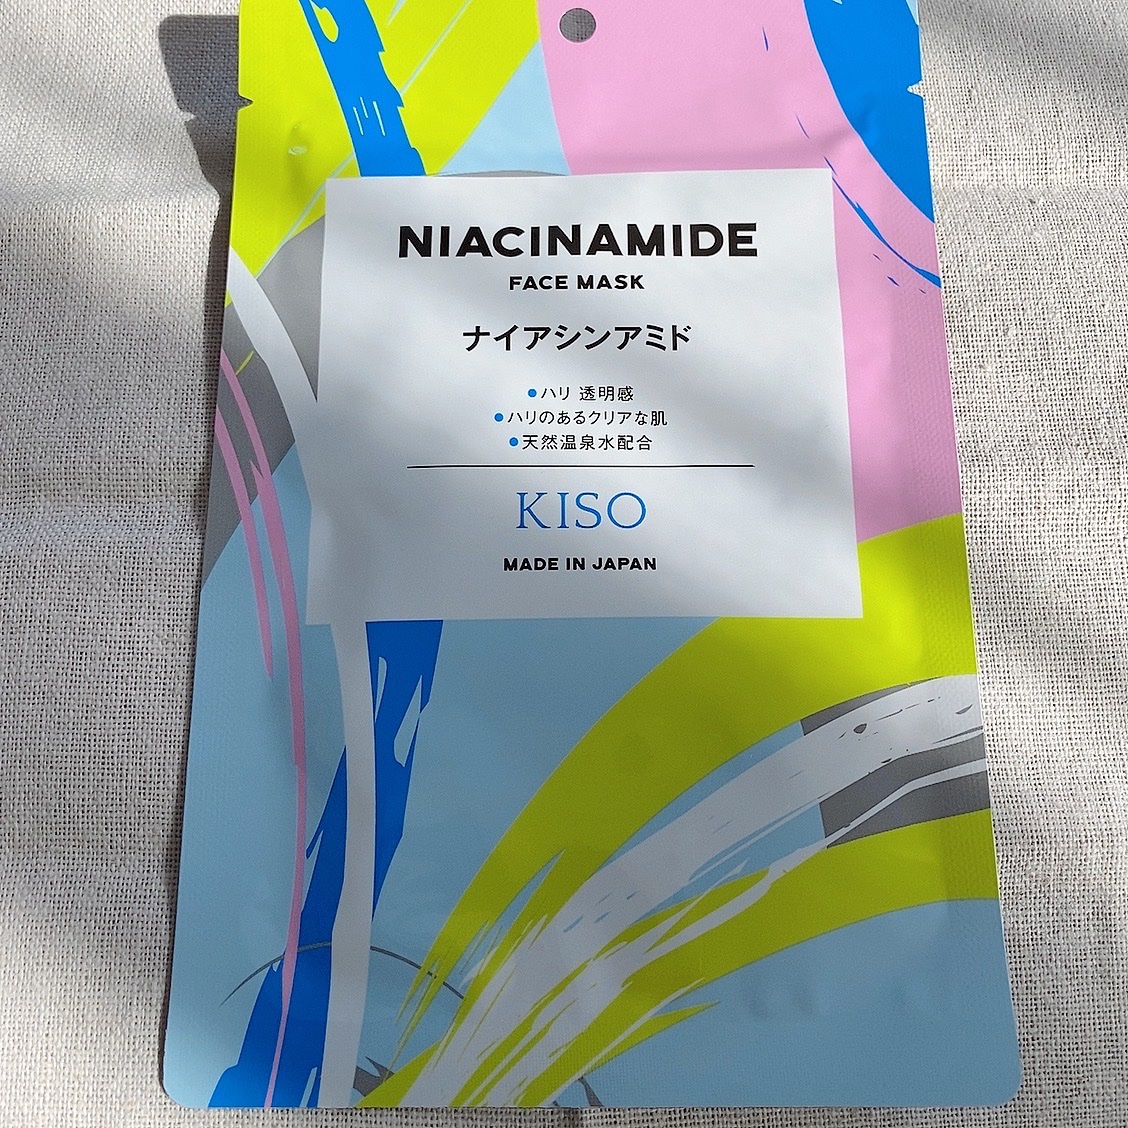 NIACINAMIDE
FACE MASK
ナイアシンアミド
●ハリ 透明感
●ハリのあるクリアな肌
●天然温泉水配合
KISO
MADE IN JAPAN